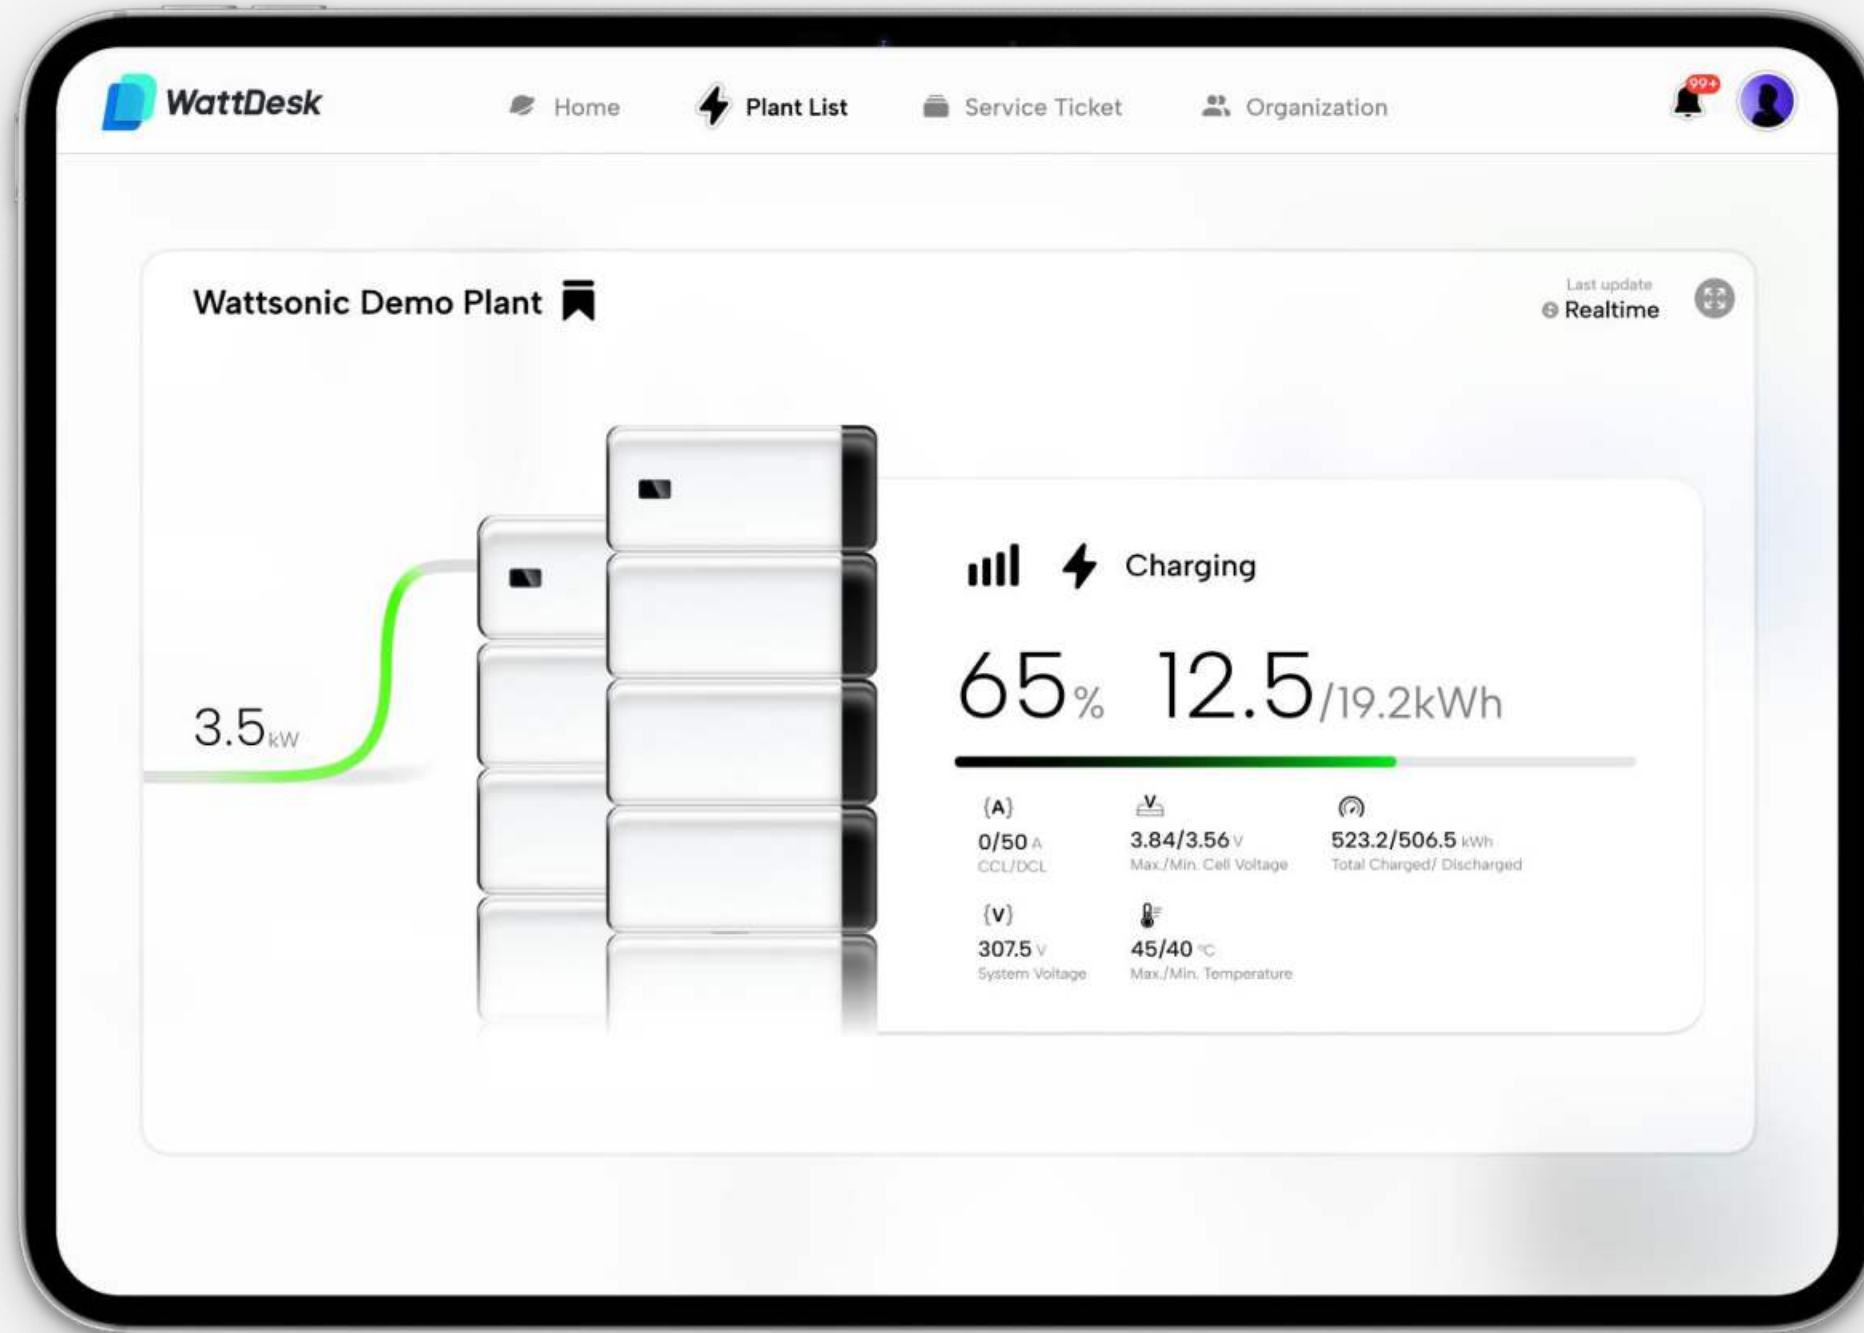 WattDesk
Home
Plant List
Service Ticket
Organization
99+
Wattsonic Demo Plant
Last update
Realtime
3.5 kW
Charging
65% 12.5/19.2kWh
{A}
0/50 A
CCL/DCL
V
3.84/3.56 V
Max./Min. Cell Voltage
523.2/506.5 kWh
Total Charged/ Discharged
{V}
307.5 V
System Voltage
45/40 °C
Max./Min. Temperature